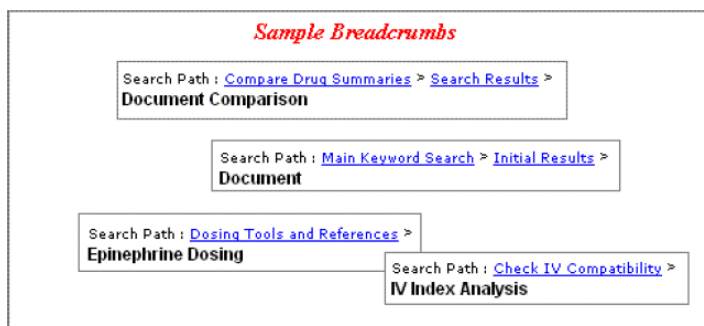 Sample Breadcrumbs
Search Path : Compare Drug Summaries > Search Results >
Document Comparison
Search Path : Main Keyword Search > Initial Results >
Document
Search Path : Dosing Tools and References >
Epinephrine Dosing
Search Path : Check IV Compatibility >
IV Index Analysis